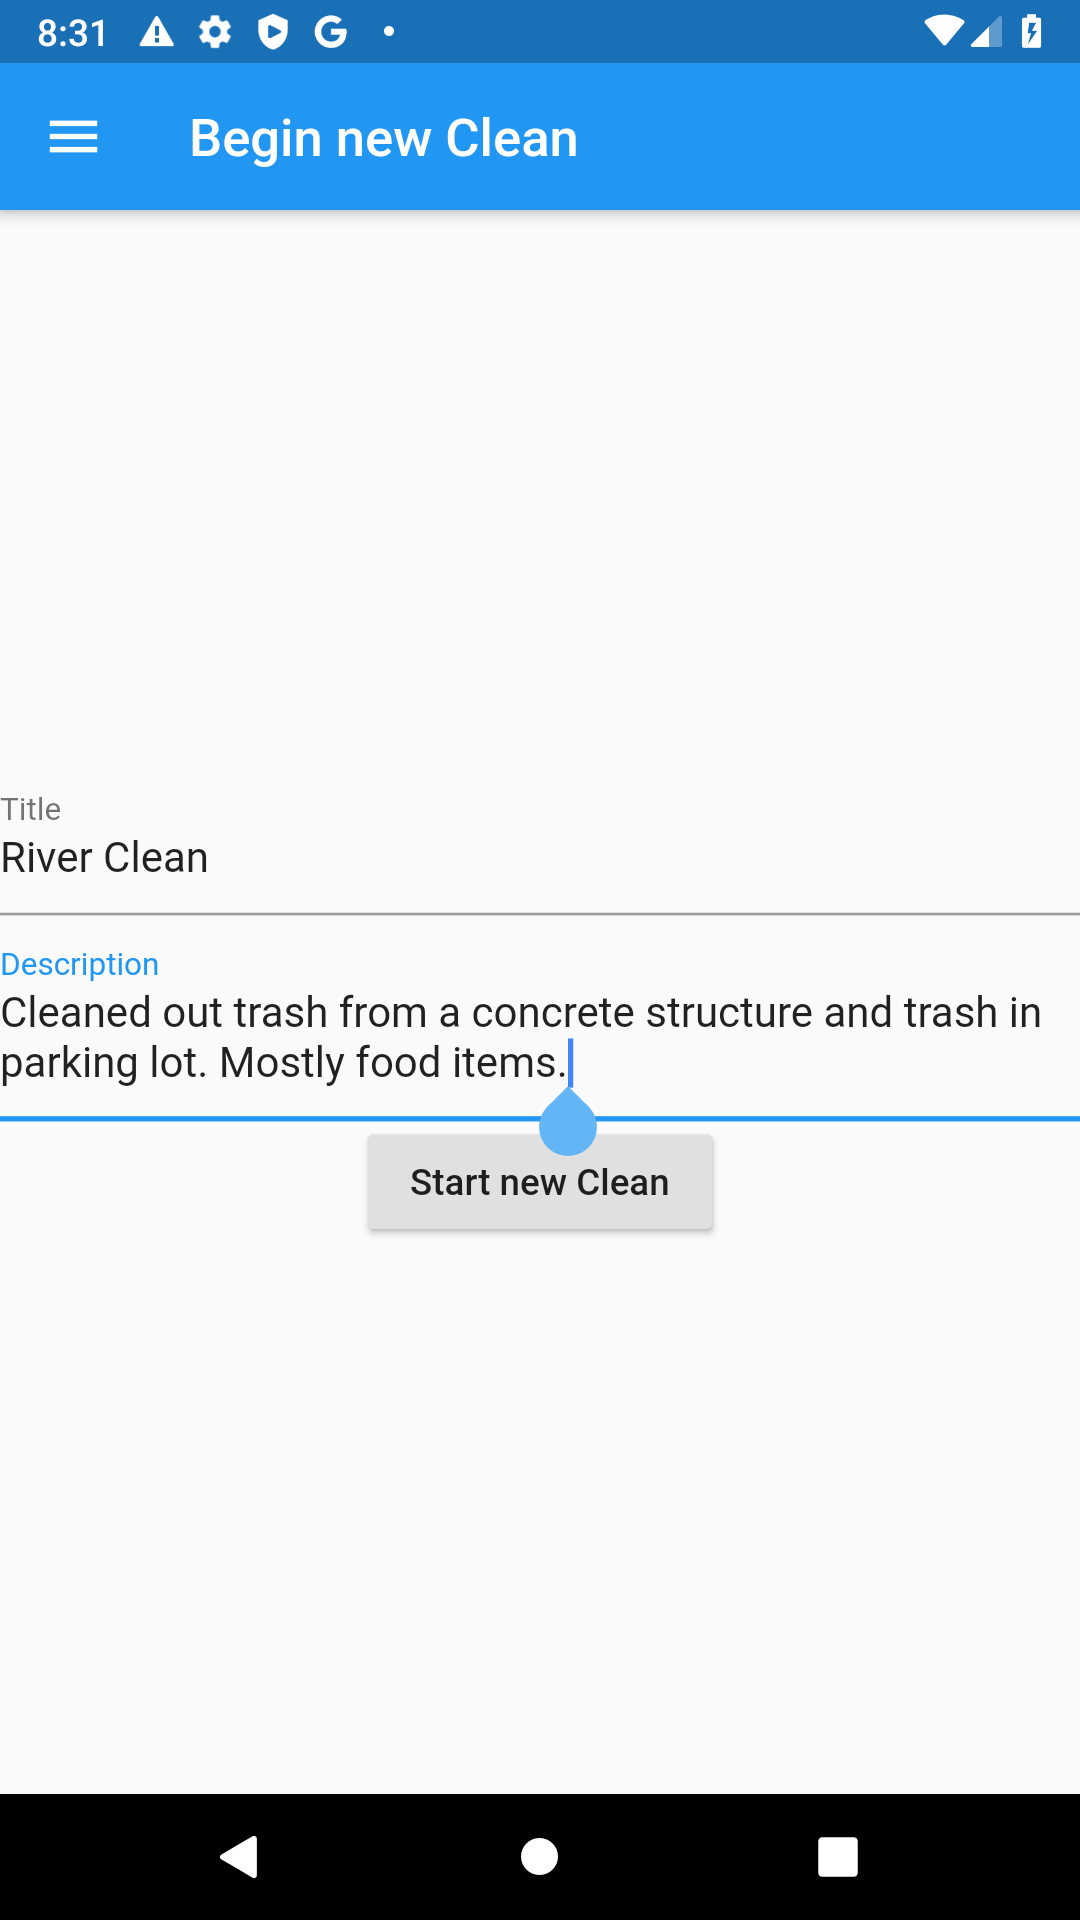 8:31
Begin new Clean
Title
River Clean
Description
Cleaned out trash from a concrete structure and trash in
parking lot. Mostly food items.
Start new Clean